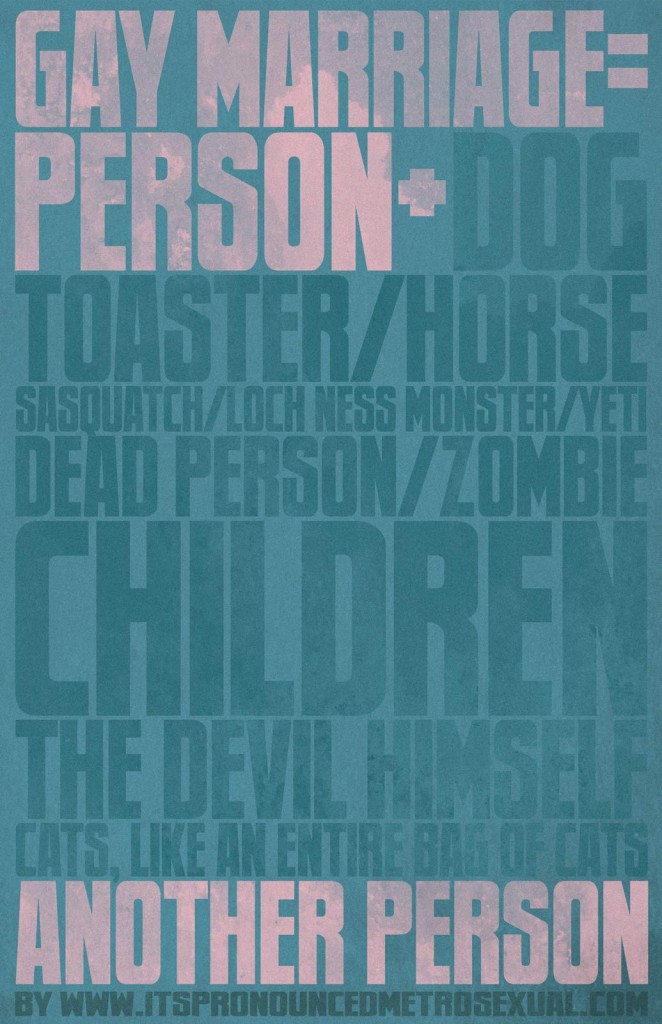 GAY MARRIAGE=
PERSON+DOG
TOASTER/HORSE
SASQUATCH/LOCH NESS MONSTER/YETI
DEAD PERSON/ZOMBIE
CHILDREN
THE DEVIL HIMSELF
CATS, LIKE AN ENTIRE BAG OF CATS
ANOTHER PERSON
BY WWW.ITSPRONOUNCEDMETROSEXUAL.COM